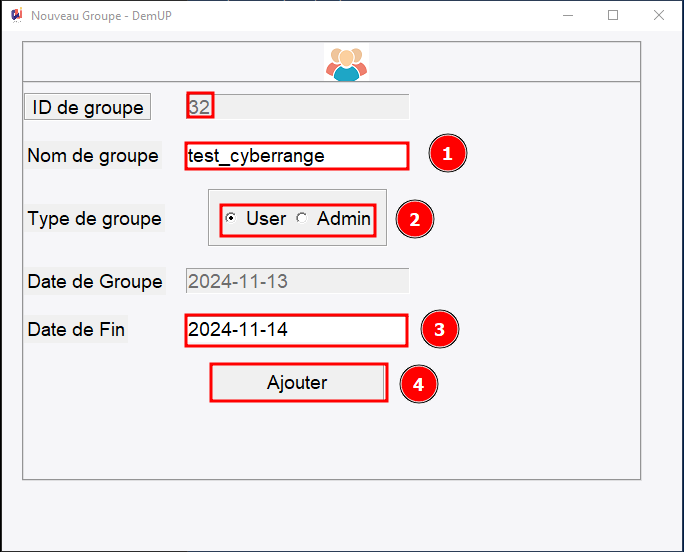 Nouveau Groupe - DemUP
ID de groupe 32
Nom de groupe test_cyberrange 1
Type de groupe User Admin 2
Date de Groupe 2024-11-13
Date de Fin 2024-11-14 3
Ajouter 4